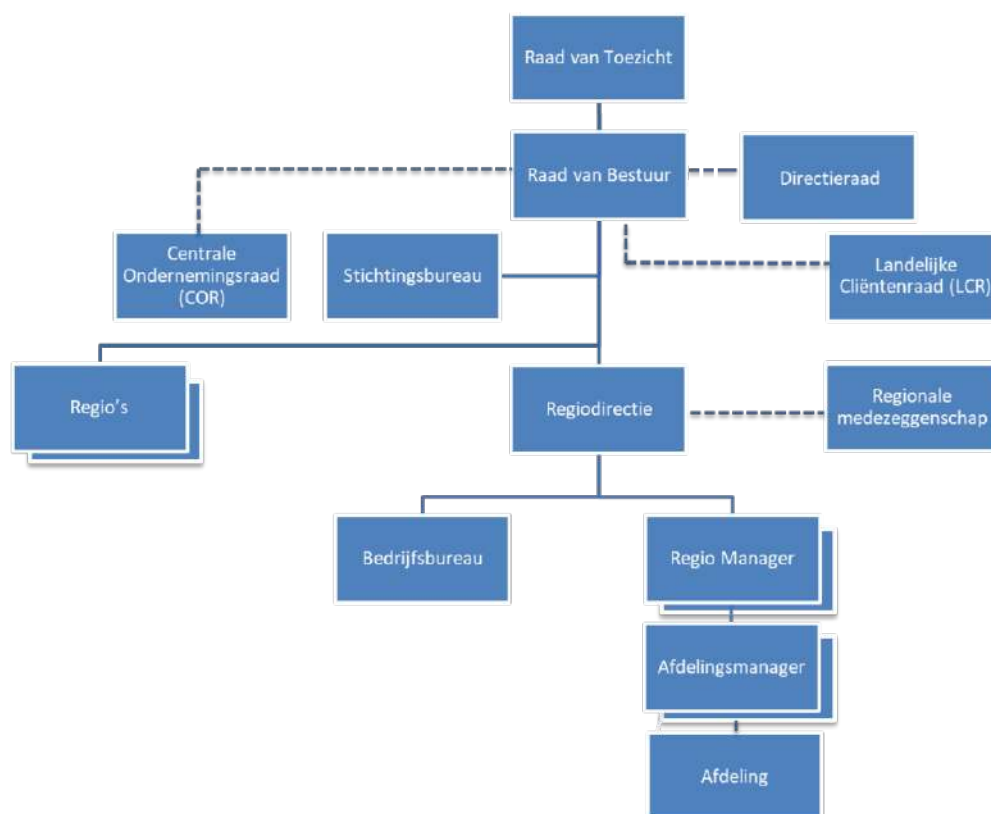 Raad van Toezicht
Raad van Bestuur
Directieraad
Centrale
Ondernemingsraad
(COR)
Stichtingsbureau
Landelijke
Cliëntenraad (LCR)
Regio's
Regiodirectie
Regionale
medezeggenschap
Bedrijfsbureau
Regio Manager
Afdelingsmanager
Afdeling